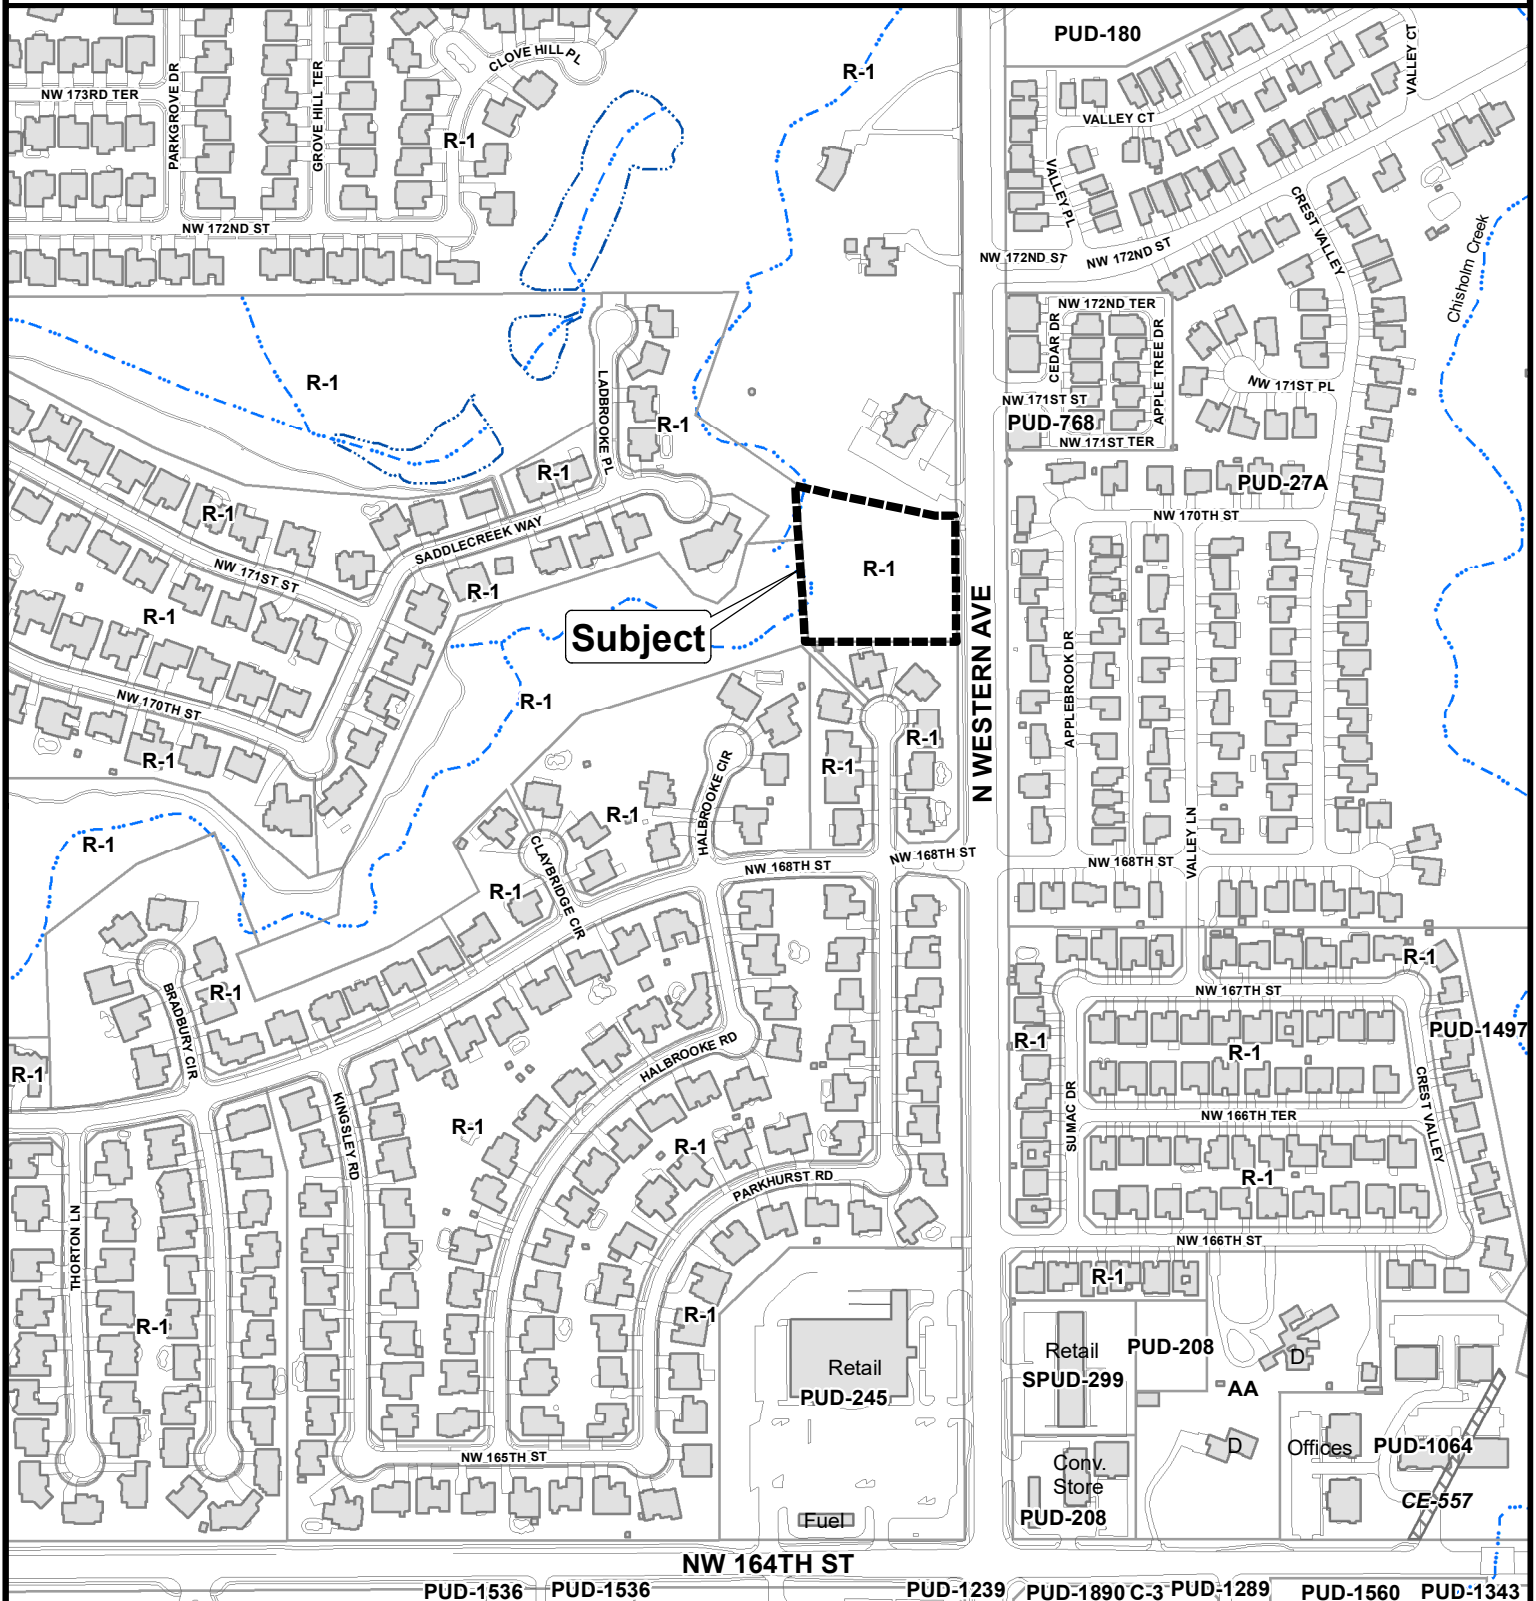 PUD-180
VALLEY CT
CLOVE HILL PL
R-1
NW 173RD TER
PARKGROVE DR
GROVE HILL TER
VALLEY CT
R-1
VALLEY PL
CREST VALLEY
NW 172ND ST
NW 172ND ST
NW 172ND ST
Chisholm Creek
NW 172ND TER
CEDAR DR
APPLE TREE DR
R-1
LADBROOKE PL
NW 171ST PL
NW 171ST ST
R-1
PUD-768
NW 171ST TER
R-1
PUD-27A
R-1
NW 170TH ST
SADDLECREEK WAY
NW 171ST ST
R-1
R-1
R-1
Subject
N WESTERN AVE
APPLEBROOK DR
NW 170TH ST
R-1
R-1
R-1
R-1
HALBROOKE CIR
R-1
VALLEY LN
R-1
CLAYBRIDGE CIR
NW 168TH ST
NW 168TH ST
NW 168TH ST
R-1
R-1
NW 167TH ST
R-1
BRADBURY CIR
PUD-1497
R-1
HALBROOKE RD
R-1
R-1
KINGSLEY RD
SUMAC DR
CREST VALLEY
NW 166TH TER
R-1
R-1
R-1
PARKHURST RD
THORTON LN
NW 166TH ST
R-1
R-1
R-1
Retail
SPUD-299
PUD-208
D
Retail
PUD-245
AA
D
Offices
PUD-1064
NW 165TH ST
Conv.
Store
CE-557
Fuel
PUD-208
NW 164TH ST
PUD-1536
PUD-1536
PUD-1239
PUD-1890
C-3
PUD-1289
PUD-1560
PUD-1343